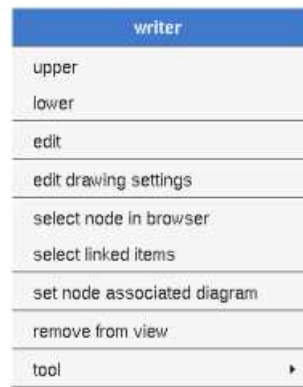 writer
upper
lower
edit
edit drawing settings
select node in browser
select linked items
set node associated diagram
remove from view
tool